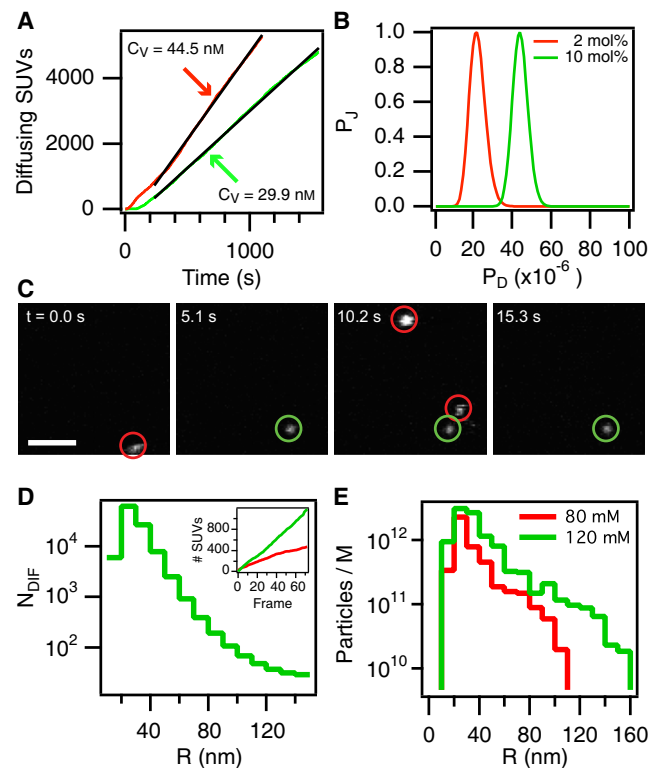 A
Diffusing SUVs
4000
2000
0
0
1000
Time (s)
C_V = 44.5 nM
C_V = 29.9 nM
B
P_J
1.0
0.8
0.6
0.4
0.2
0.0
0
20
40
60
80
100
P_D (x10^-6)
2 mol%
10 mol%
C
t = 0.0 s
5.1 s
10.2 s
15.3 s
D
N_DIF
10^4
10^3
10^2
40
80
120
R (nm)
# SUVs
800
400
0
0
20
40
60
Frame
E
Particles / M
10^12
10^11
10^10
0
40
80
120
160
R (nm)
80 mM
120 mM